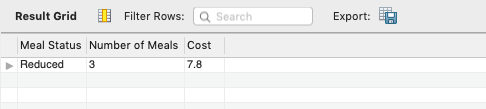 Result Grid Filter Rows: Search Export:
Meal Status Number of Meals Cost
Reduced 3 7.8